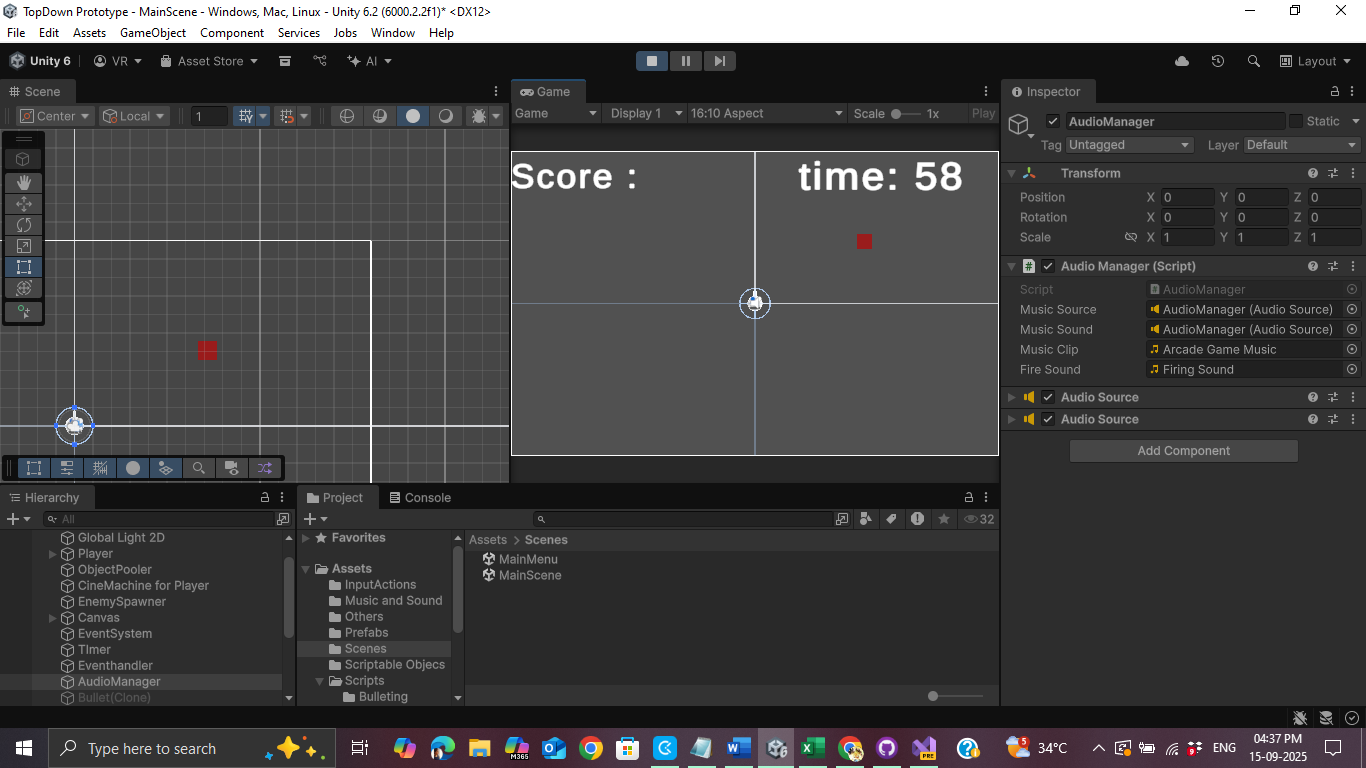 TopDown Prototype - MainScene - Windows, Mac, Linux - Unity 6.2 (6000.2.2f1)* <DX12>
File Edit Assets GameObject Component Services Jobs Window Help
Unity 6 VR Asset Store AI Layout
Scene
Center Local 1
Game
Game Display 1 16:10 Aspect Scale 1x Play
Score :
time: 58
Inspector
AudioManager Static
Tag Untagged Layer Default
Transform
Position X 0 Y 0 Z 0
Rotation X 0 Y 0 Z 0
Scale X 1 Y 1 Z 1
Audio Manager (Script)
Script AudioManager
Music Source AudioManager (Audio Source)
Music Sound AudioManager (Audio Source)
Music Clip Arcade Game Music
Fire Sound Firing Sound
Audio Source
Audio Source
Add Component
Hierarchy
All
Global Light 2D
Player
ObjectPooler
CineMachine for Player
EnemySpawner
Canvas
EventSystem
TImer
Eventhandler
AudioManager
Bullet(Clone)
Project Console
32
Favorites
Assets
InputActions
Music and Sound
Others
Prefabs
Scenes
Scriptable Objecs
Scripts
Bulleting
Assets > Scenes
MainMenu
MainScene
Type here to search
M365
PRE
5
34°C
9
ENG
04:37 PM
15-09-2025